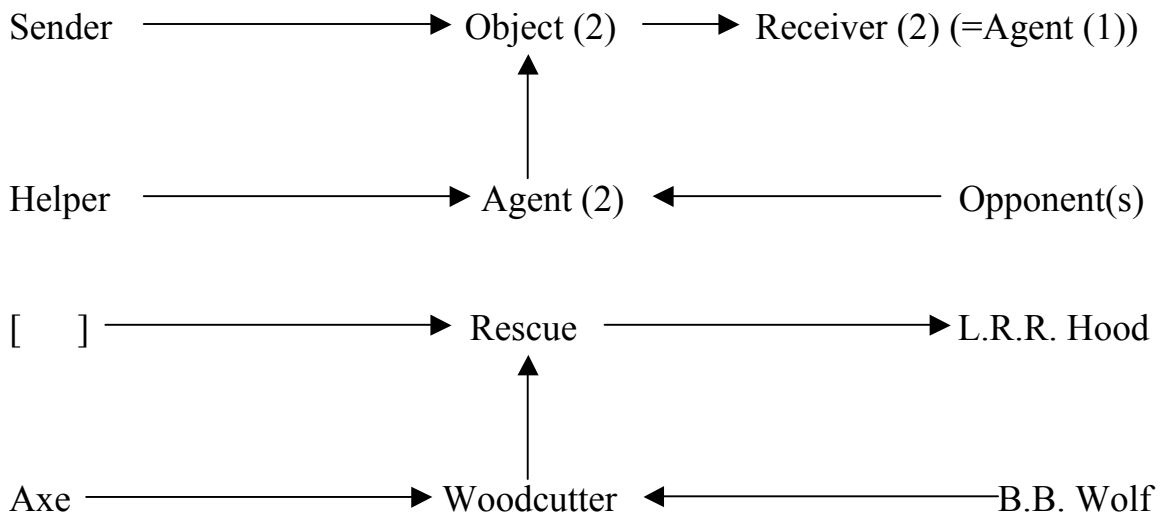 Sender Object (2) Receiver (2) (=Agent (1))
Helper Agent (2) Opponent(s)
[ ] Rescue L.R.R. Hood
Axe Woodcutter B.B. Wolf